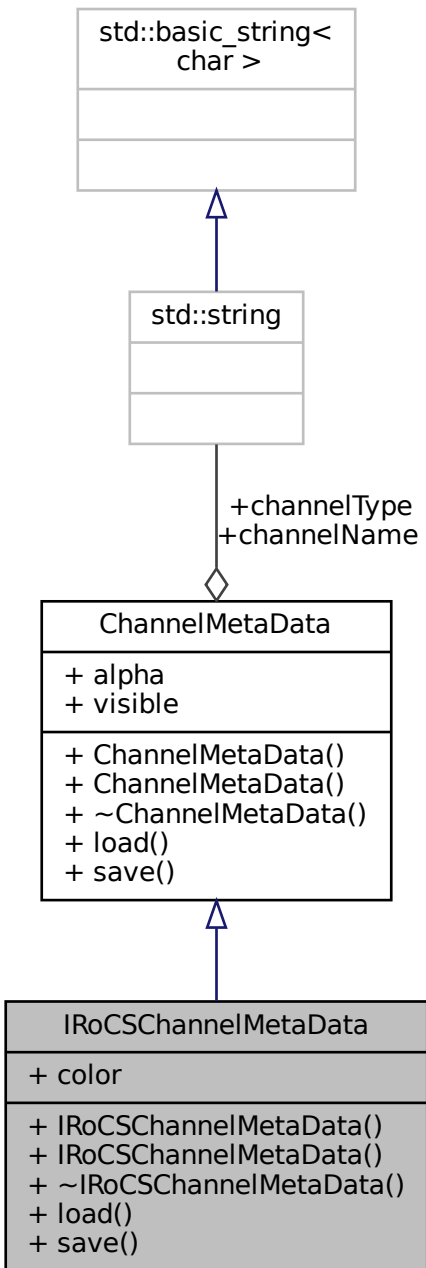 std::basic_string<
char >
std::string
+channelType
+channelName
ChannelMetaData
+ alpha
+ visible
+ ChannelMetaData()
+ ChannelMetaData()
+ ~ChannelMetaData()
+ load()
+ save()
IRoCSChannelMetaData
+ color
+ IRoCSChannelMetaData()
+ IRoCSChannelMetaData()
+ ~IRoCSChannelMetaData()
+ load()
+ save()